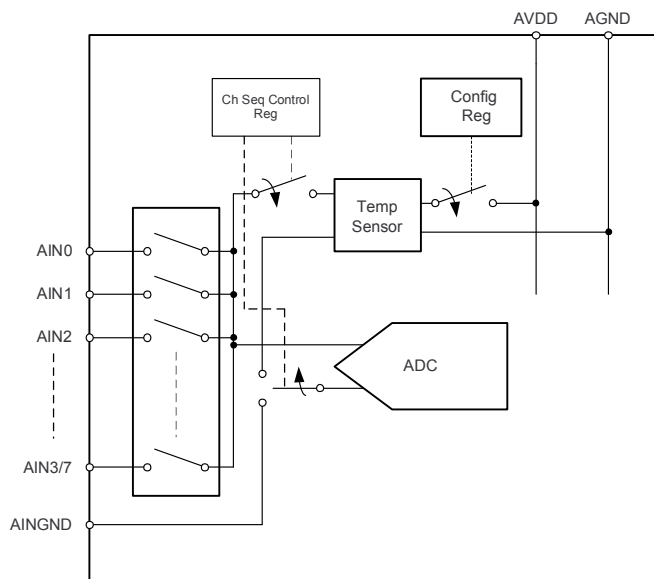 AVDD
AGND
Ch Seq Control
Reg
Config
Reg
Temp
Sensor
AIN0
AIN1
AIN2
ADC
AIN3/7
AINGND